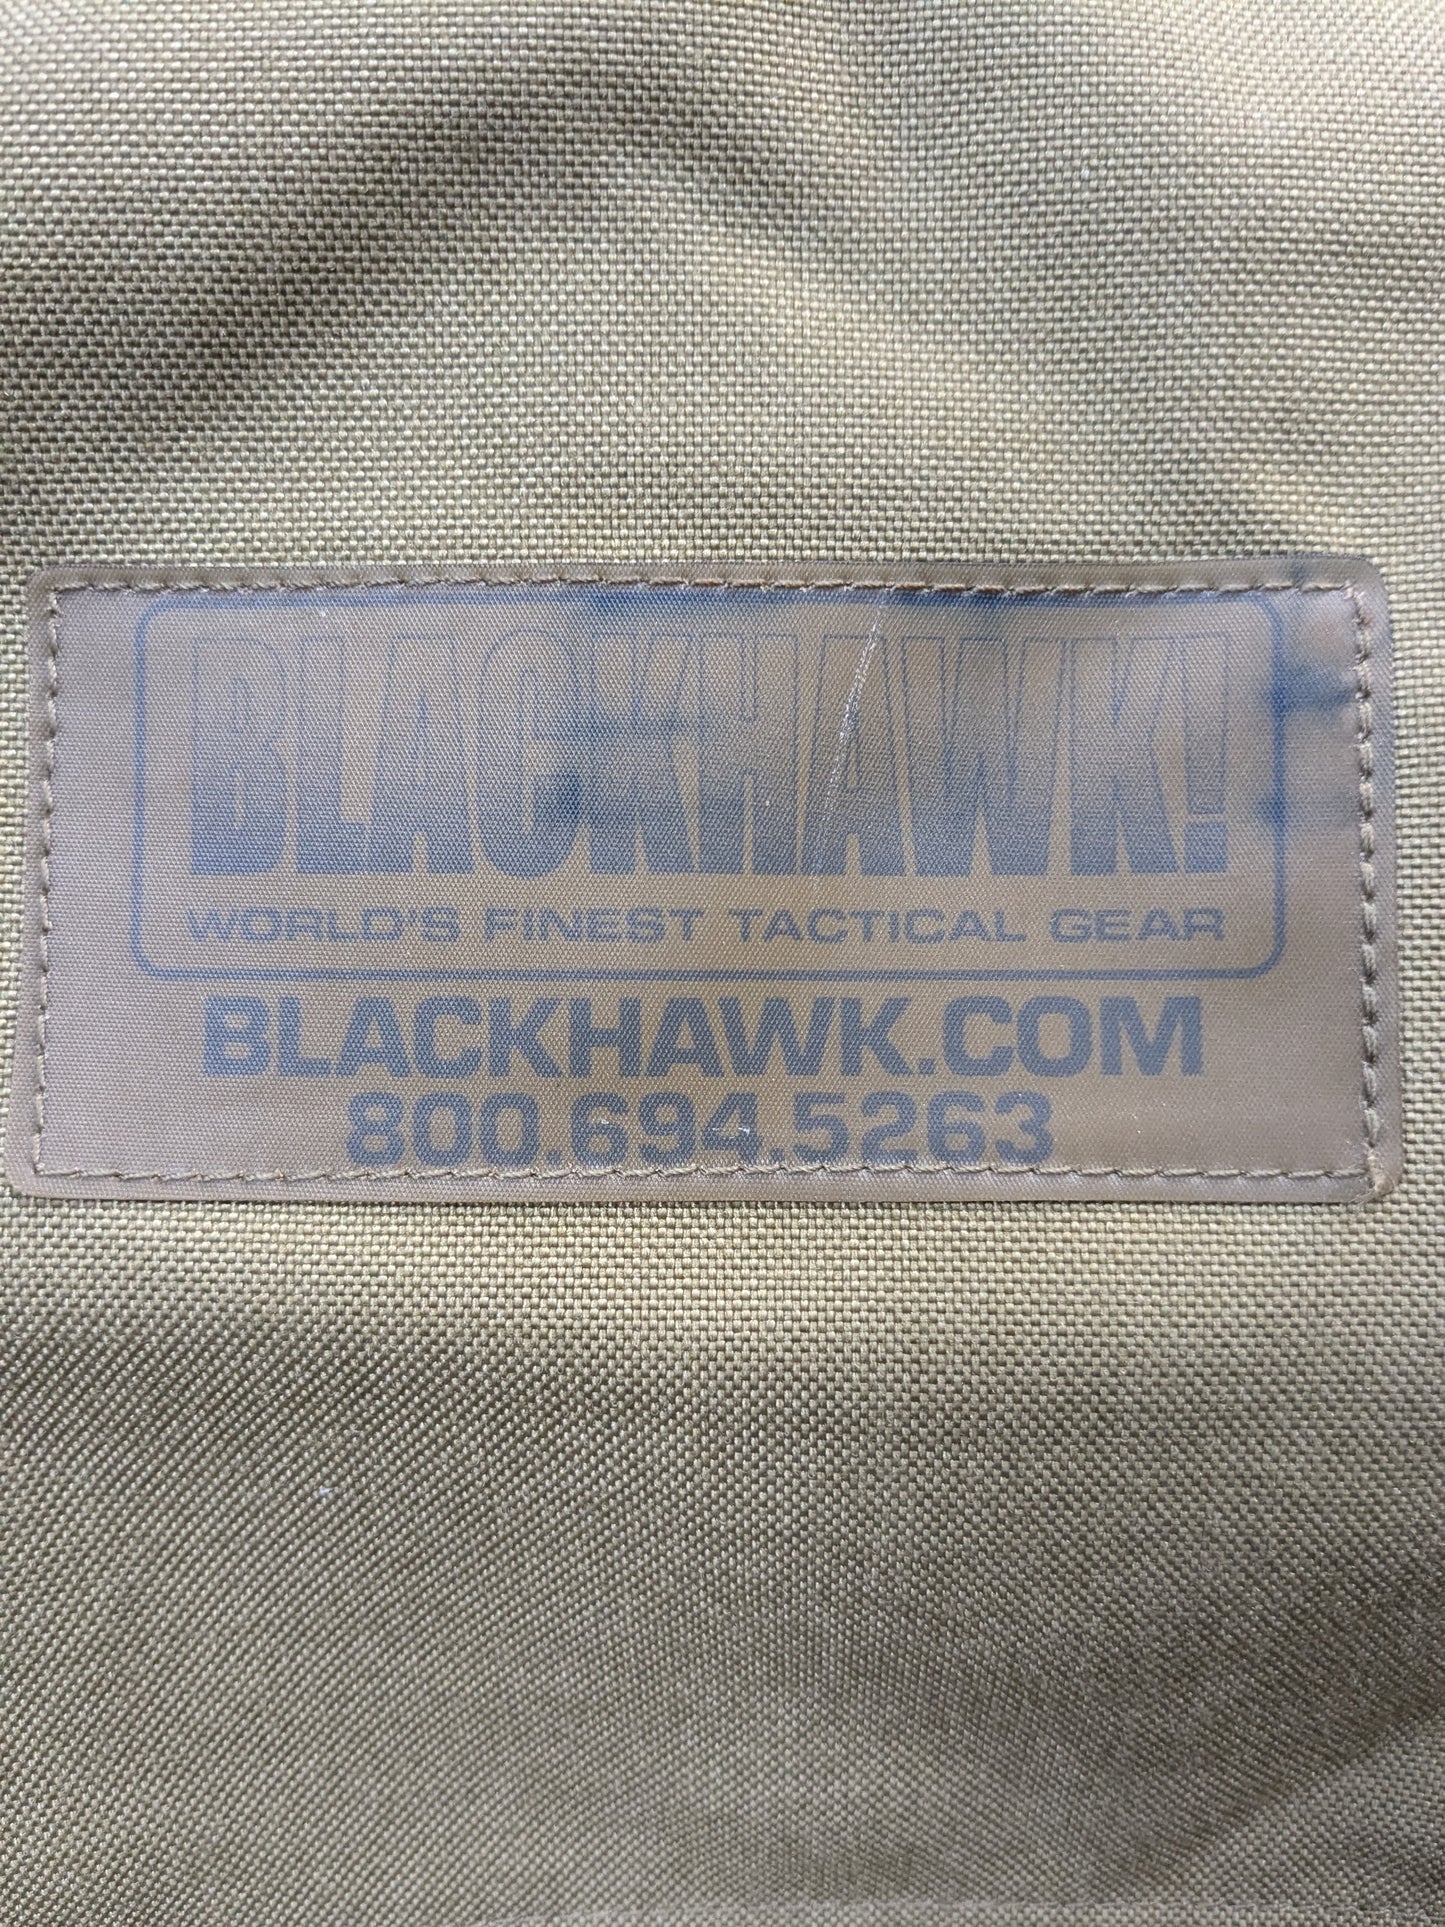 BLACKHAWK!
WORLD'S FINEST TACTICAL GEAR
BLACKHAWK.COM
800.694.5263